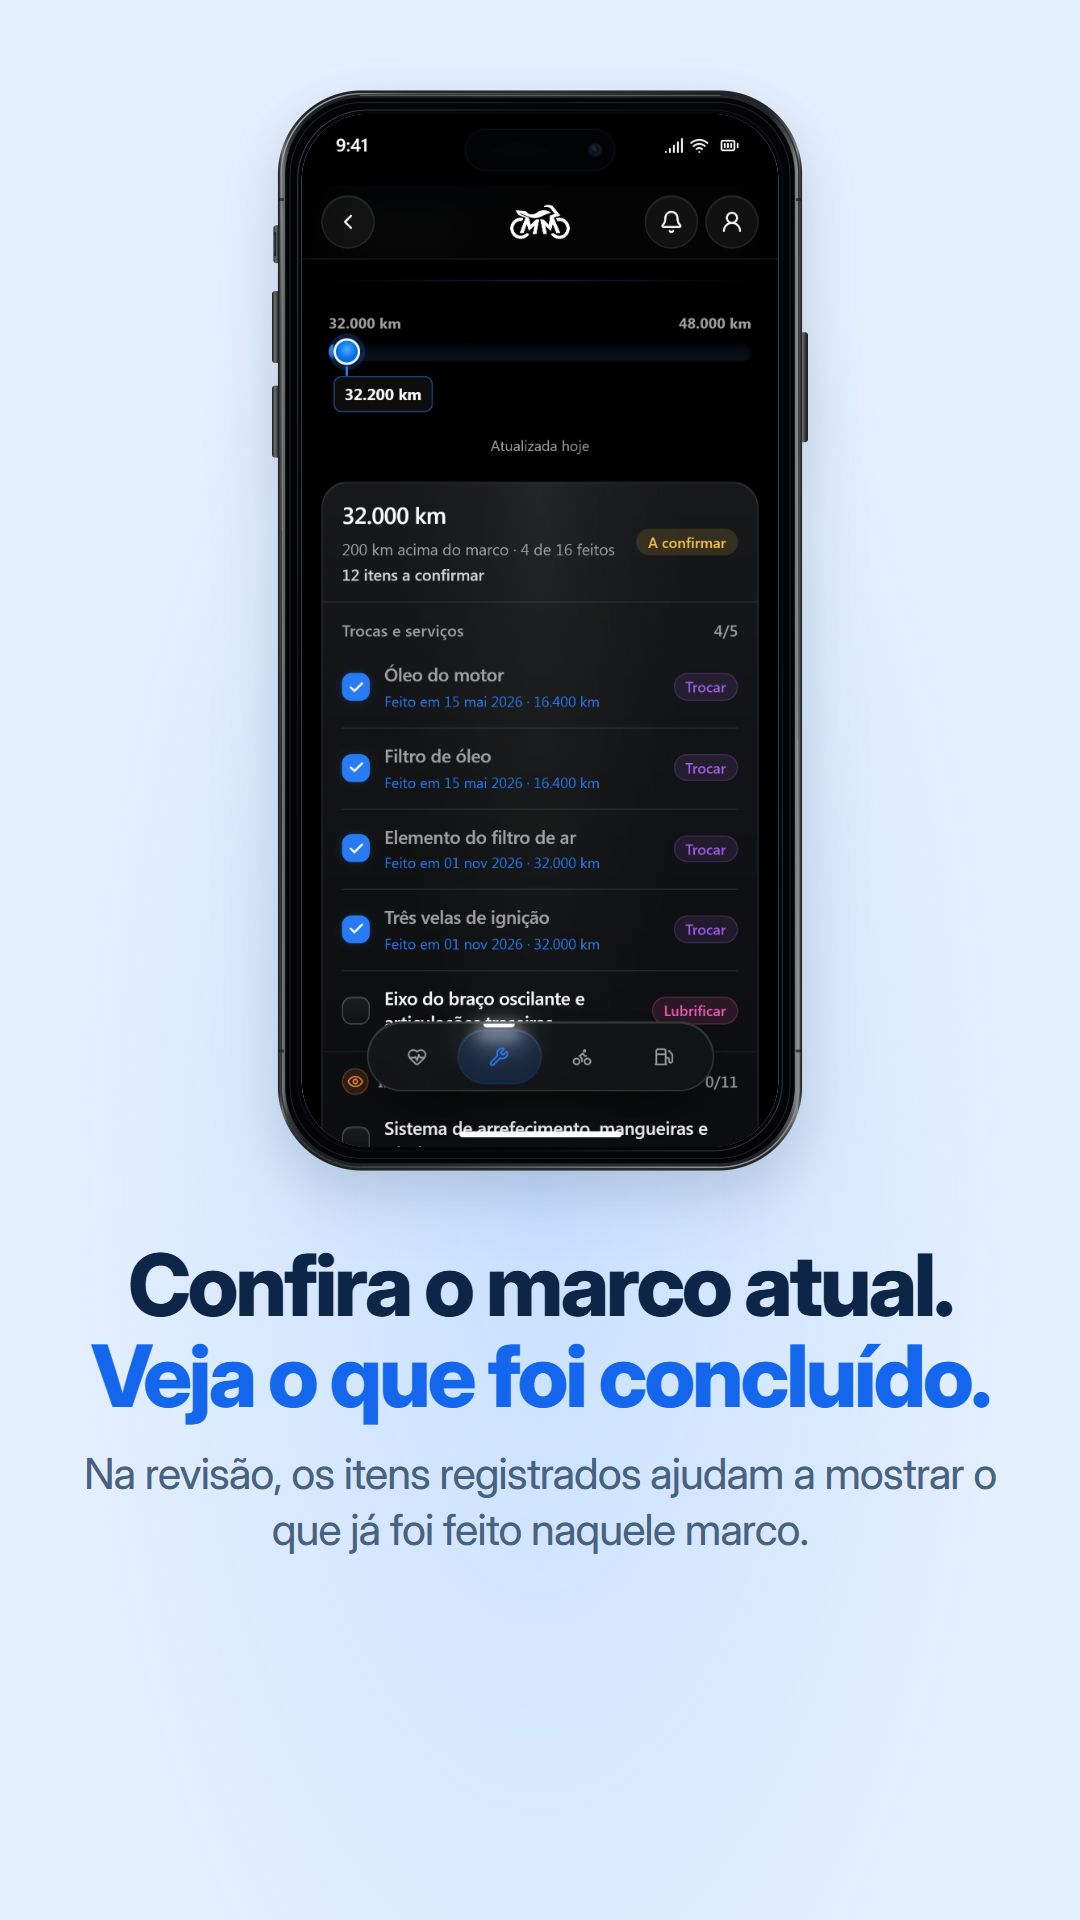 9:41
MM
32.000 km
48.000 km
32.200 km
Atualizada hoje
32.000 km
200 km acima do marco · 4 de 16 feitos
12 itens a confirmar
A confirmar
Trocas e serviços
4/5
Óleo do motor
Feito em 15 mai 2026 · 16.400 km
Trocar
Filtro de óleo
Feito em 15 mai 2026 · 16.400 km
Trocar
Elemento do filtro de ar
Feito em 01 nov 2026 · 32.000 km
Trocar
Três velas de ignição
Feito em 01 nov 2026 · 32.000 km
Trocar
Eixo do braço oscilante e
Lubrificar
0/11
Sistema de arrefecimento, mangueiras e
Confira o marco atual.
Veja o que foi concluído.
Na revisão, os itens registrados ajudam a mostrar o
que já foi feito naquele marco.